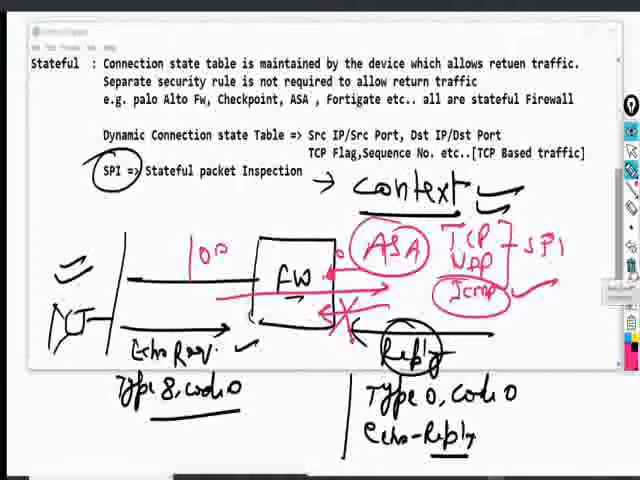 Stateful : Connection state table is maintained by the device which allows retuen traffic.
Separate security rule is not required to allow return traffic
e.g. palo Alto Fw, Checkpoint, ASA , Fortigate etc.. all are stateful Firewall
Dynamic Connection state Table => Src IP/Src Port, Dst IP/Dst Port
TCP Flag,Sequence No. etc..[TCP Based traffic]
SPI => Stateful packet Inspection
→ Context
100
FW
0
ASA
TCP
UDP
Icmp
SPI
Echo Req.
Type 8, code 0
Reply
Type 0, Code 0
Echo-Reply